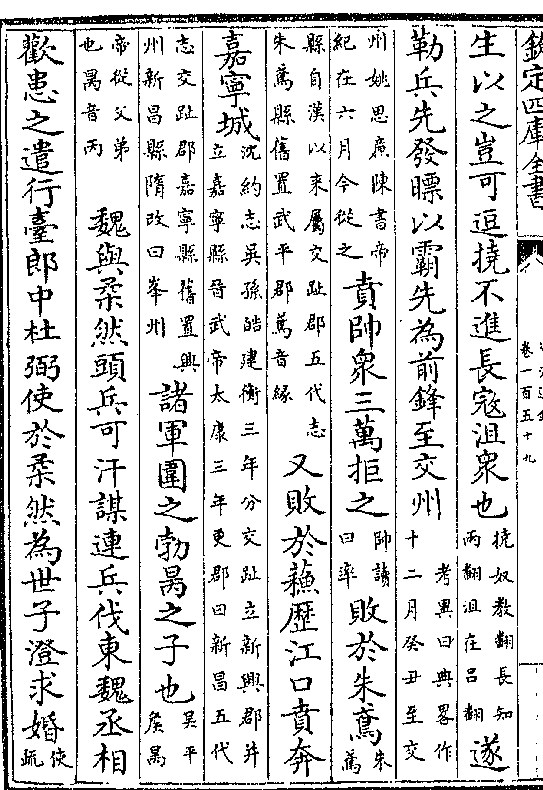 欽定四庫全書
卷一百五十九
生以之豈可逗撓不進長寇沮衆也撓奴教翻長知兩翻沮在呂翻遂
勒兵先發㬓以霸先為前鋒至交州考異曰典畧作十二月癸丑至交
州姚思廉陳書帝紀在六月今從之賁帥衆三萬拒之帥讀曰率敗於朱鳶朱鳶
縣自漢以來屬交趾郡五代志朱鳶縣舊置武平郡鳶音緣又敗於蘓歷江口賁奔
嘉寧城沈約志吳孫皓建衡三年分交趾立新興郡并立嘉寧縣晉武帝太康三年更郡曰新昌五代
志交趾郡嘉寧縣舊置興州新昌縣隋改曰峯州諸軍圍之勃昺之子也吴平侯昺
帝從父弟也昺音丙 魏與柔然頭兵可汗謀連兵伐東魏丞相
歡患之遣行臺郎中杜弼使於柔然為世子澄求婚使疏